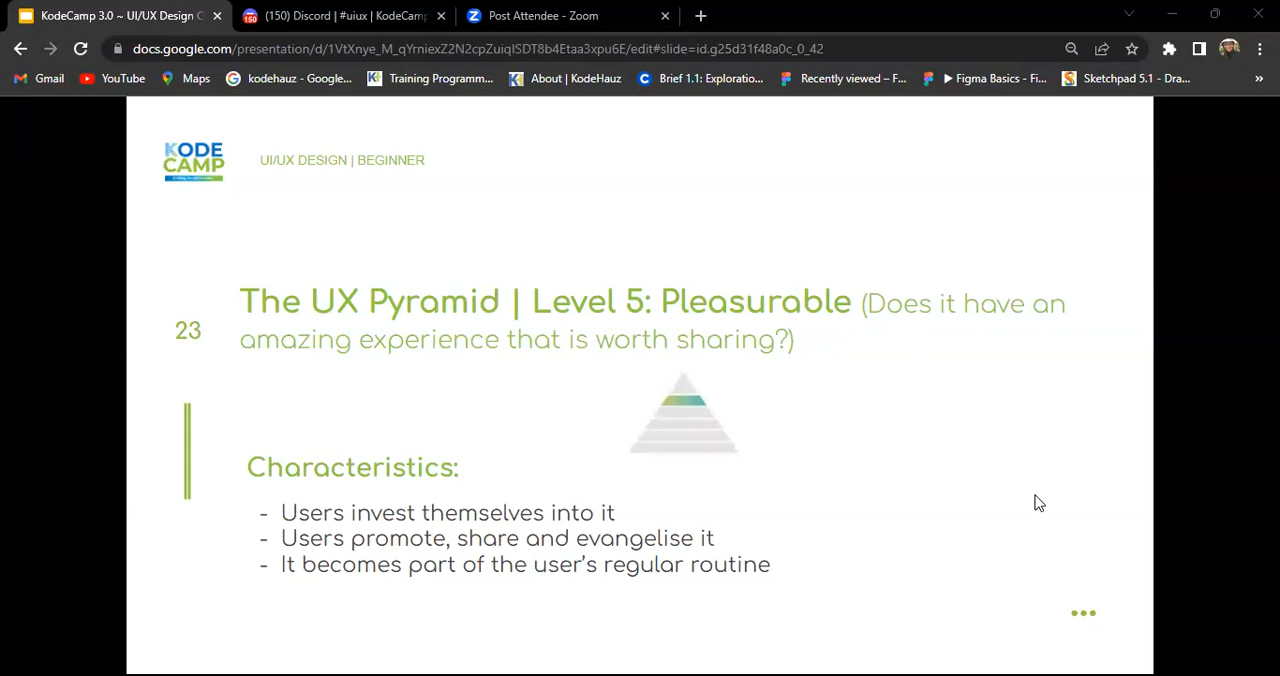 KodeCamp 3.0 ~ UI/UX Design C
(150) Discord | #uiux | KodeCamp
Post Attendee - Zoom
docs.google.com/presentation/d/1VtXnye_M_qYrniexZ2N2cpZuiqlSDT8b4Etaa3xpu6E/edit#slide=id.g25d31f48a0c_0_42
Gmail
YouTube
Maps
kodehauz - Google...
Training Programm...
About | KodeHauz
Brief 1.1: Exploratio...
Recently viewed – F...
▶ Figma Basics - Fi...
Sketchpad 5.1 - Dra...
»
KODE
CAMP
UI/UX DESIGN | BEGINNER
The UX Pyramid | Level 5: Pleasurable (Does it have an
amazing experience that is worth sharing?)
23
Characteristics:
- Users invest themselves into it
- Users promote, share and evangelise it
- It becomes part of the user's regular routine